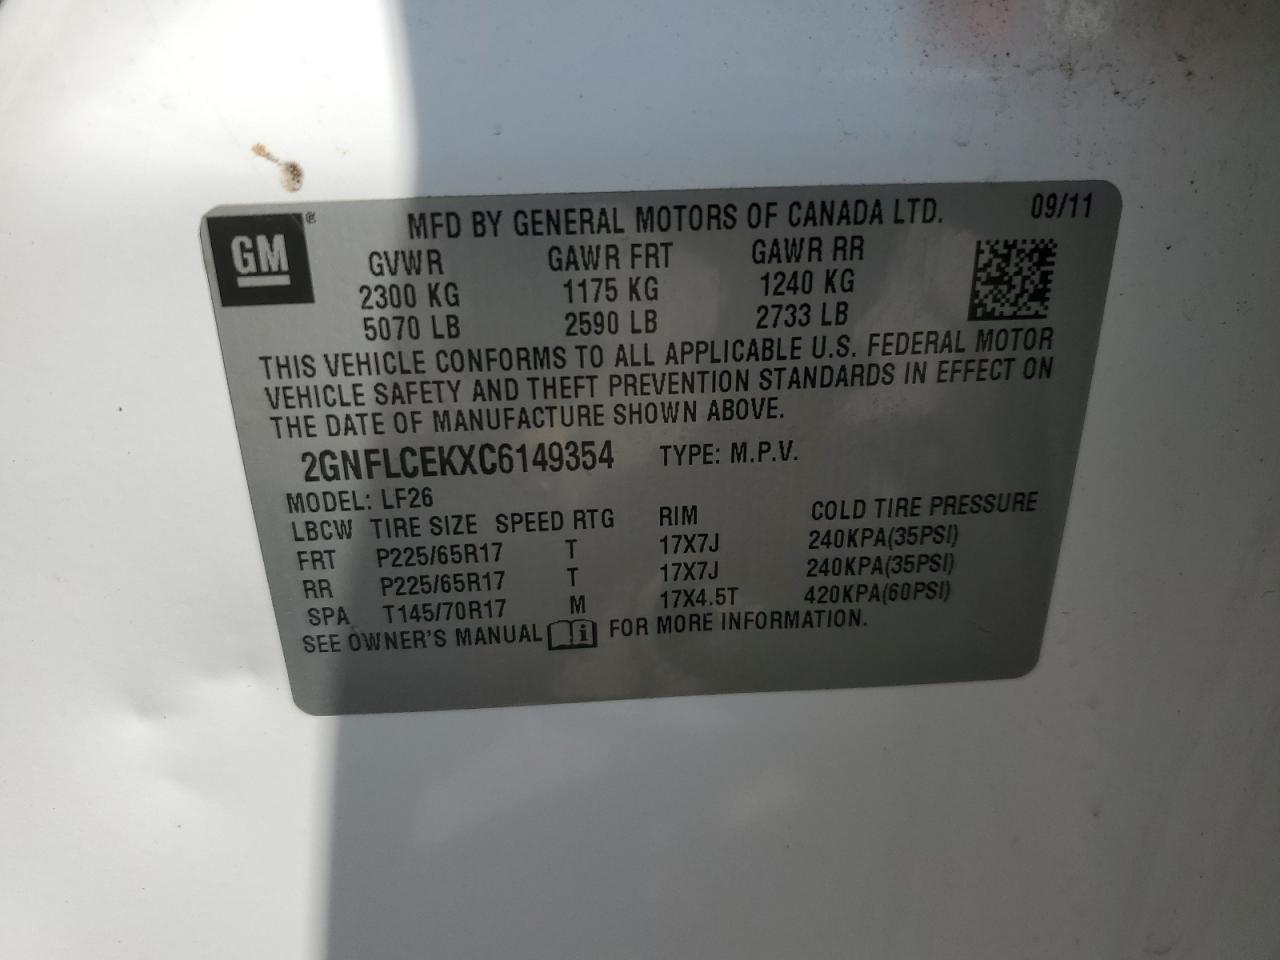 GM ® MFD BY GENERAL MOTORS OF CANADA LTD. 09/11
GVWR GAWR FRT GAWR RR
2300 KG 1175 KG 1240 KG
5070 LB 2590 LB 2733 LB
THIS VEHICLE CONFORMS TO ALL APPLICABLE U.S. FEDERAL MOTOR
VEHICLE SAFETY AND THEFT PREVENTION STANDARDS IN EFFECT ON
THE DATE OF MANUFACTURE SHOWN ABOVE.
2GNFLCEKXC6149354 TYPE: M.P.V.
MODEL: LF26
LBCW TIRE SIZE SPEED RTG RIM COLD TIRE PRESSURE
FRT P225/65R17 T 17X7J 240KPA(35PSI)
RR P225/65R17 T 17X7J 240KPA(35PSI)
SPA T145/70R17 M 17X4.5T 420KPA(60PSI)
SEE OWNER'S MANUAL i FOR MORE INFORMATION.